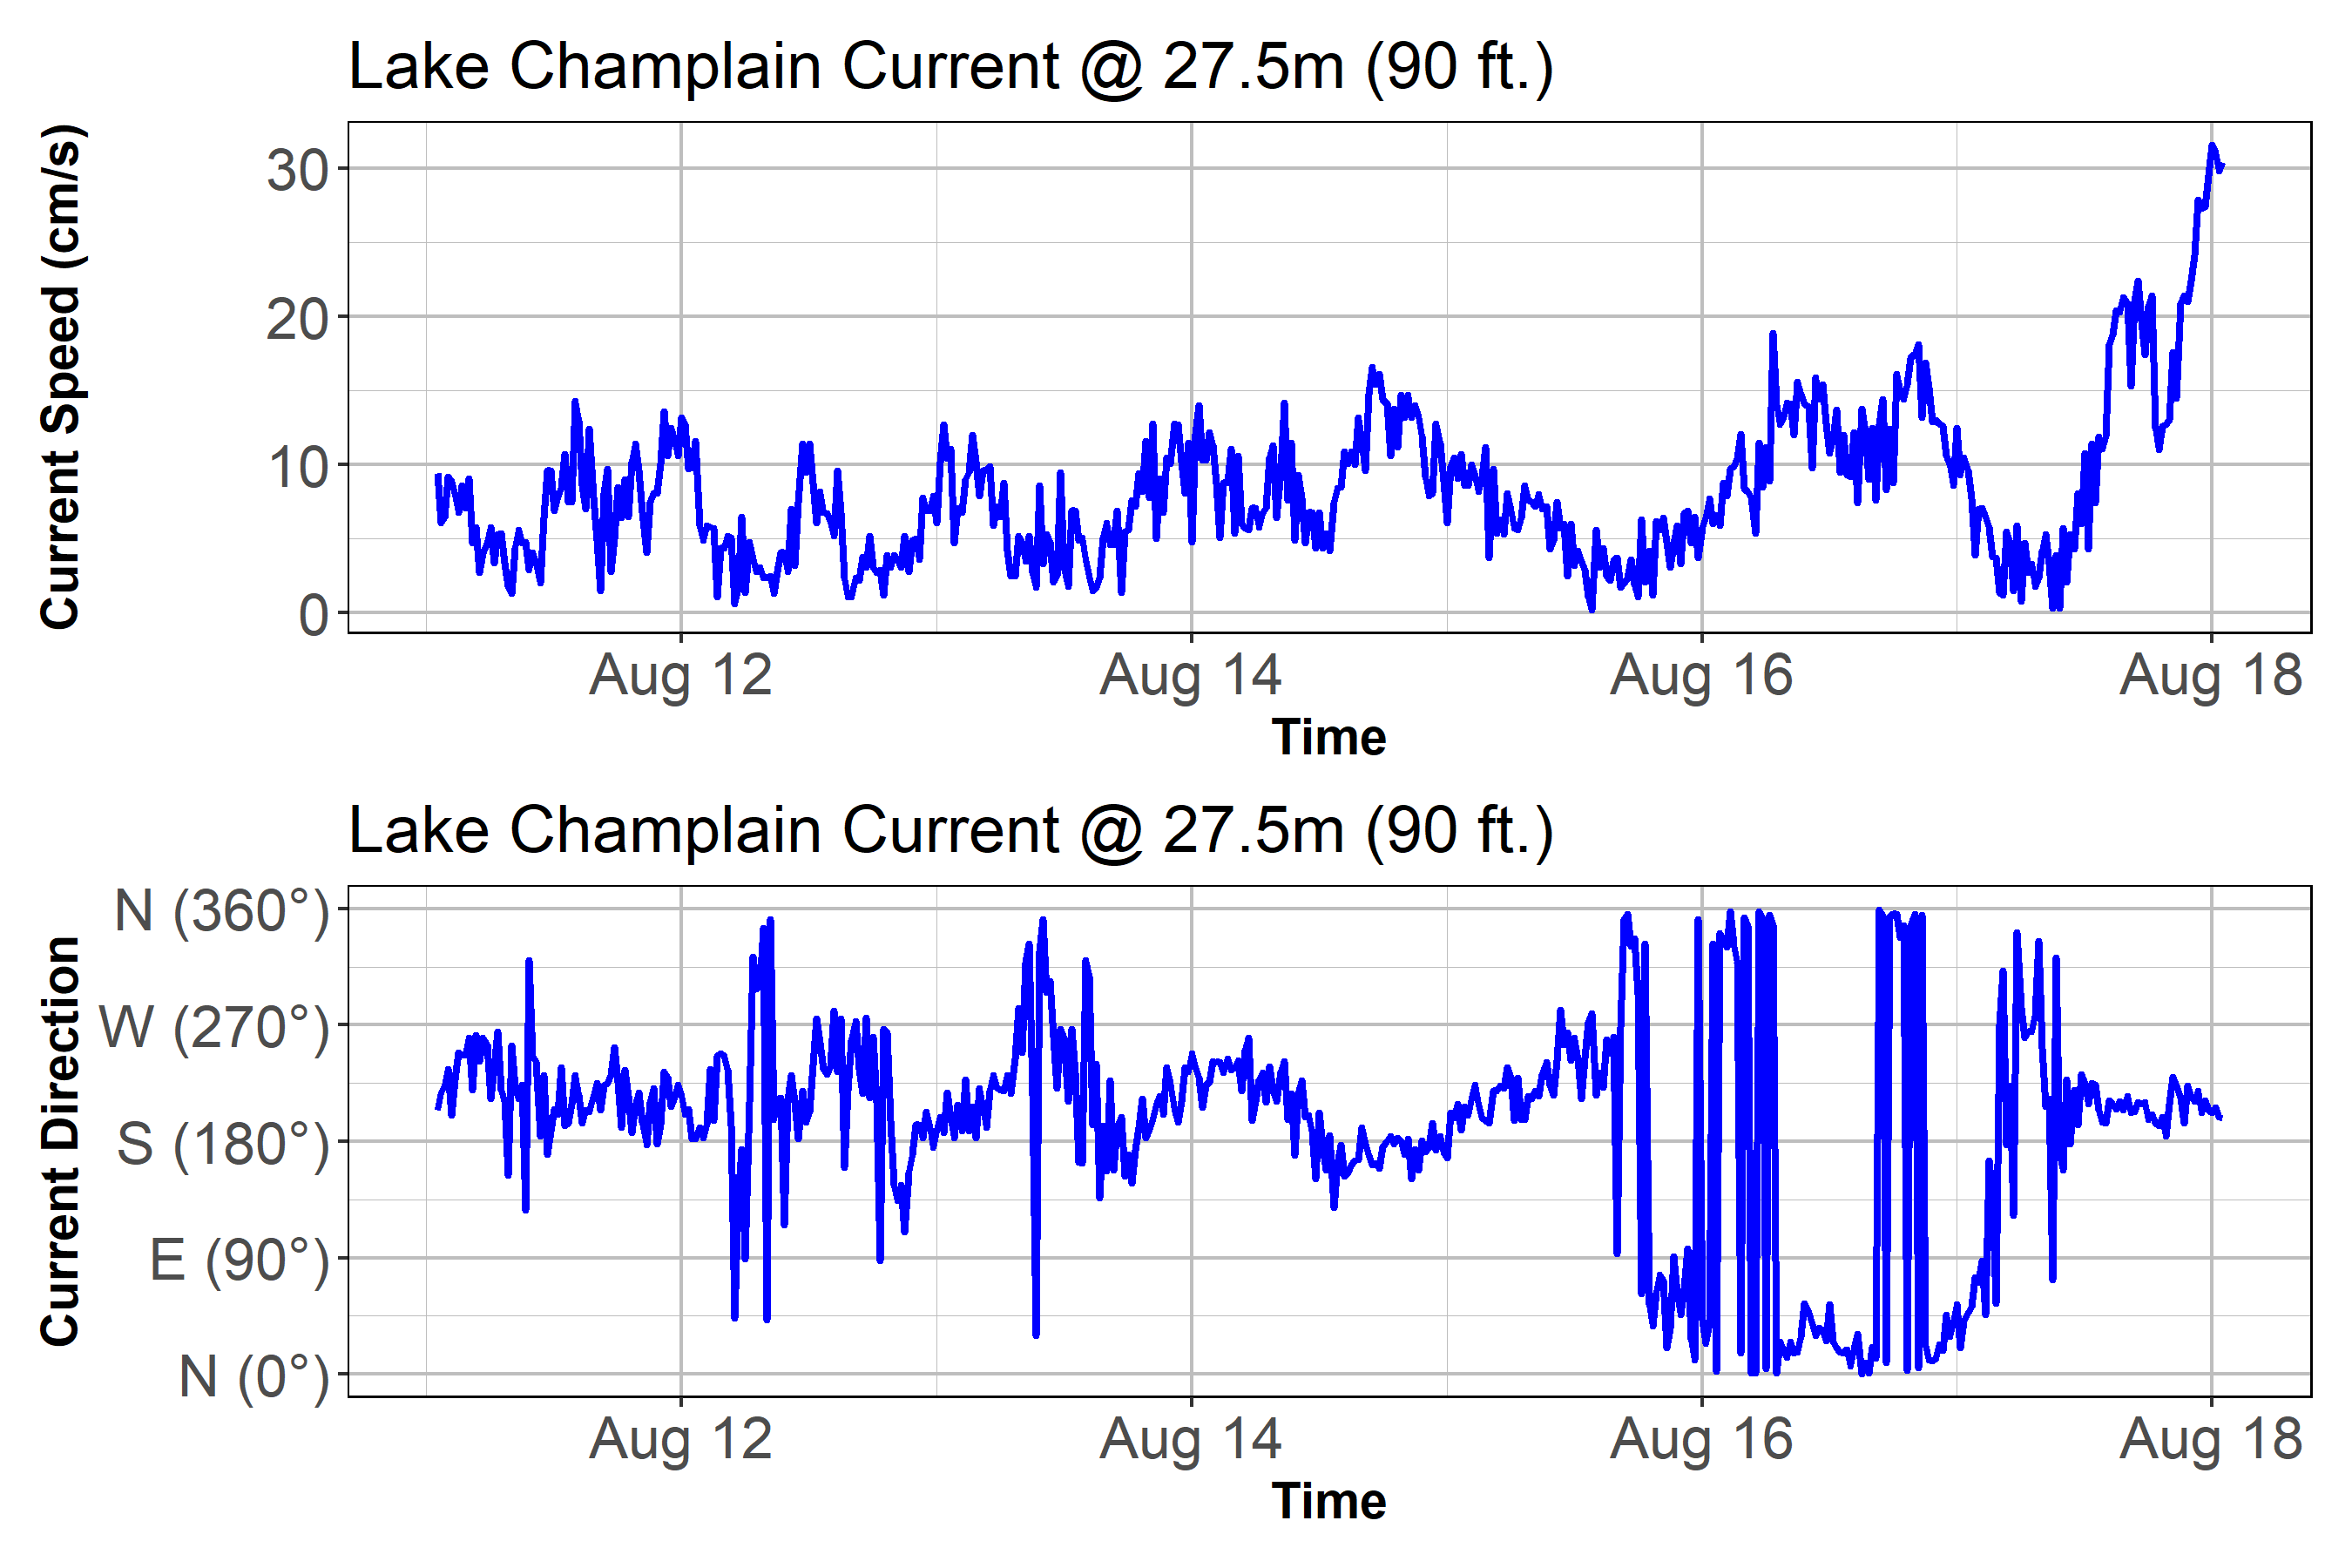 Lake Champlain Current @ 27.5m (90 ft.)
Current Speed (cm/s)
30
20
10
0
Aug 12 Aug 14 Aug 16 Aug 18
Time
Lake Champlain Current @ 27.5m (90 ft.)
Current Direction
N (360°)
W (270°)
S (180°)
E (90°)
N (0°)
Aug 12 Aug 14 Aug 16 Aug 18
Time